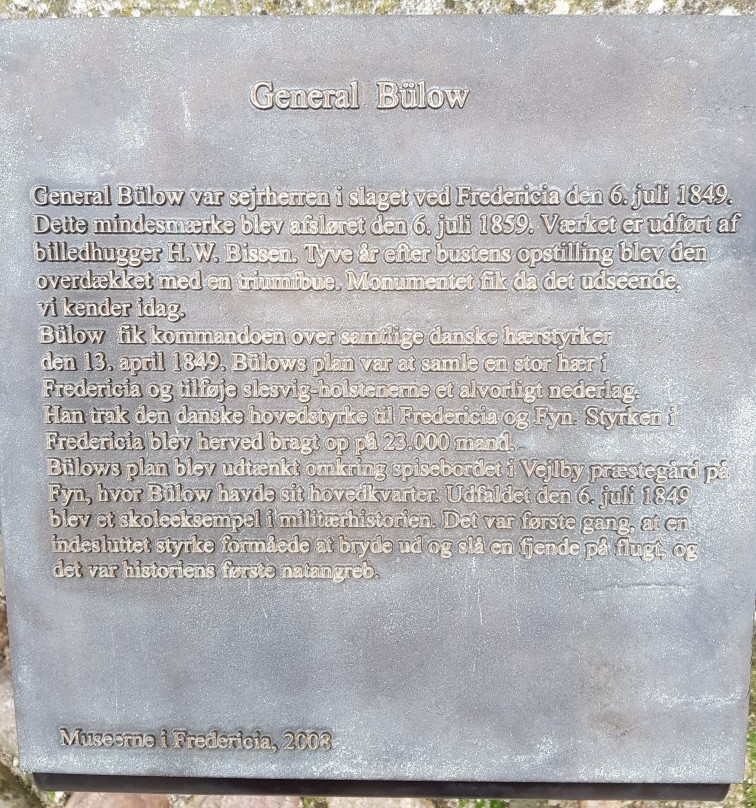 General Bülow
General Bülow var sejrherren i slaget ved Fredericia den 6. juli 1849.
Dette mindesmærke blev afsløret den 6. juli 1859. Værket er udført af
billedhugger H.W. Bissen. Tyve år efter bustens opstilling blev den
overdækket med en triumfbue. Monumentet fik da det udseende,
vi kender idag.
Bülow fik kommandoen over samtlige danske hærstyrker
den 13. april 1849. Bülows plan var at samle en stor hær i
Fredericia og tilføje slesvig-holstenerne et alvorligt nederlag.
Han trak den danske hovedstyrke til Fredericia og Fyn. Styrken i
Fredericia blev herved bragt op på 23.000 mand.
Bülows plan blev udtænkt omkring spisebordet i Vejlby præstegård på
Fyn, hvor Bülow havde sit hovedkvarter. Udfaldet den 6. juli 1849
blev et skoleeksempel i militærhistorien. Det var første gang, at en
indesluttet styrke formåede at bryde ud og slå en fjende på flugt, og
det var historiens første natangreb.
Museerne i Fredericia, 2008